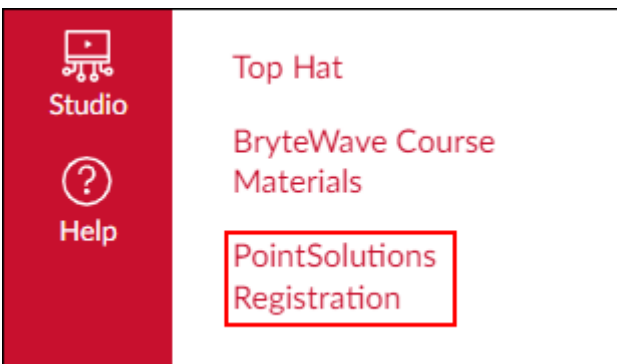 Studio
Help
Top Hat
BryteWave Course
Materials
PointSolutions
Registration